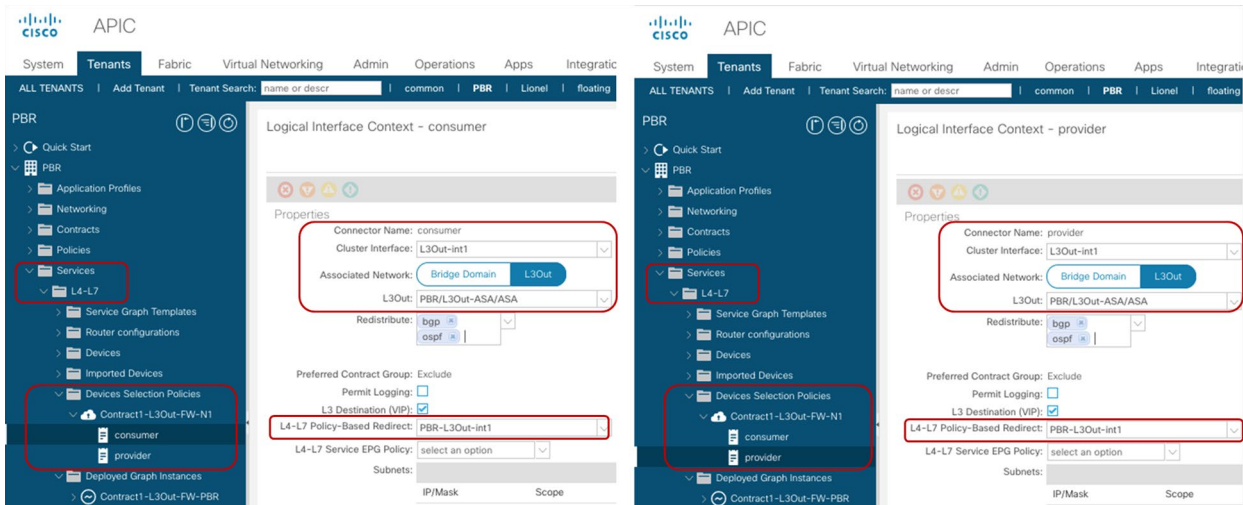 CISCO
APIC
System Tenants Fabric Virtual Networking Admin Operations Apps
ALL TENANTS | Add Tenant | Tenant Search: name or descr | common | PBR | Lionel | floating
PBR
Quick Start
PBR
Application Profiles
Networking
Contracts
Policies
Services
L4-L7
Service Graph Templates
Router configurations
Devices
Imported Devices
Devices Selection Policies
Contract1-L3Out-FW-N1
consumer
provider
Deployed Graph Instances
Contract1-L3Out-FW-PBR
Logical Interface Context - consumer
Properties
Connector Name: consumer
Cluster Interface: L3Out-int1
Associated Network: Bridge Domain L3Out
L3Out: PBR/L3Out-ASA/ASA
Redistribute: bgp
ospf
Preferred Contract Group: Exclude
Permit Logging:
L3 Destination (VIP):
L4-L7 Policy-Based Redirect: PBR-L3Out-int1
L4-L7 Service EPG Policy: select an option
Subnets:
IP/Mask Scope
CISCO
APIC
System Tenants Fabric Virtual Networking Admin Operations Apps
ALL TENANTS | Add Tenant | Tenant Search: name or descr | common | PBR | Lionel | floating
PBR
Quick Start
PBR
Application Profiles
Networking
Contracts
Policies
Services
L4-L7
Service Graph Templates
Router configurations
Devices
Imported Devices
Devices Selection Policies
Contract1-L3Out-FW-N1
consumer
provider
Deployed Graph Instances
Contract1-L3Out-FW-PBR
Logical Interface Context - provider
Properties
Connector Name: provider
Cluster Interface: L3Out-int1
Associated Network: Bridge Domain L3Out
L3Out: PBR/L3Out-ASA/ASA
Redistribute: bgp
ospf
Preferred Contract Group: Exclude
Permit Logging:
L3 Destination (VIP):
L4-L7 Policy-Based Redirect: PBR-L3Out-int1
L4-L7 Service EPG Policy: select an option
Subnets:
IP/Mask Scope